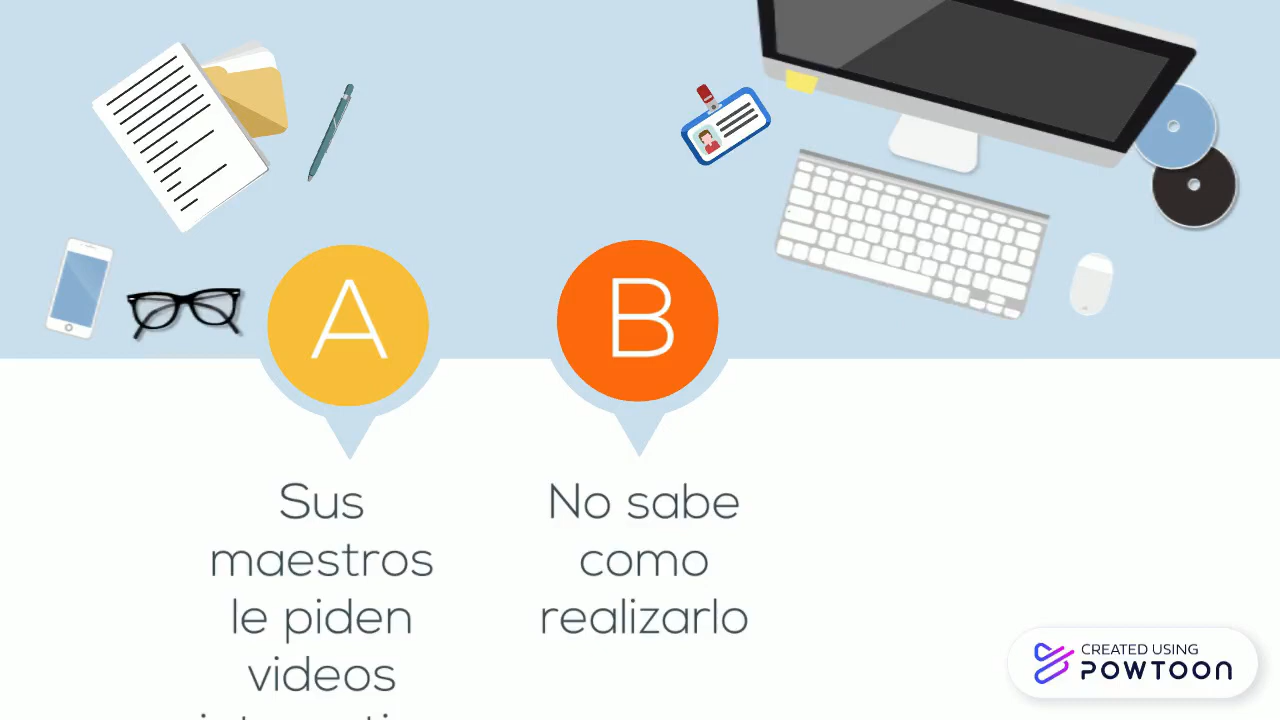 A
B
Sus
maestros
le piden
videos
No sabe
como
realizarlo
CREATED USING
POWTOON